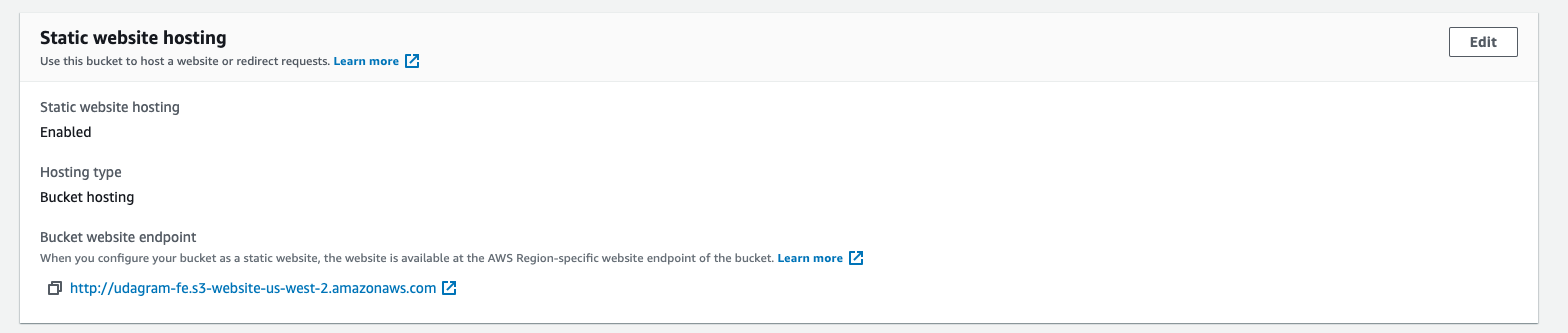 Static website hosting
Edit
Use this bucket to host a website or redirect requests. Learn more
Static website hosting
Enabled
Hosting type
Bucket hosting
Bucket website endpoint
When you configure your bucket as a static website, the website is available at the AWS Region-specific website endpoint of the bucket. Learn more
http://udagram-fe.s3-website-us-west-2.amazonaws.com